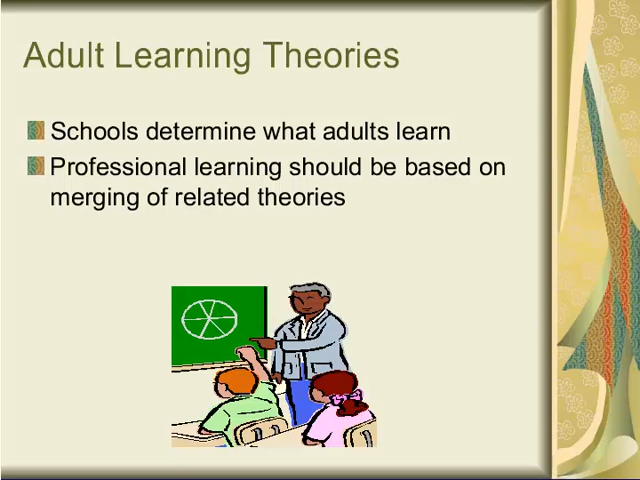 Adult Learning Theories
Schools determine what adults learn
Professional learning should be based on
merging of related theories